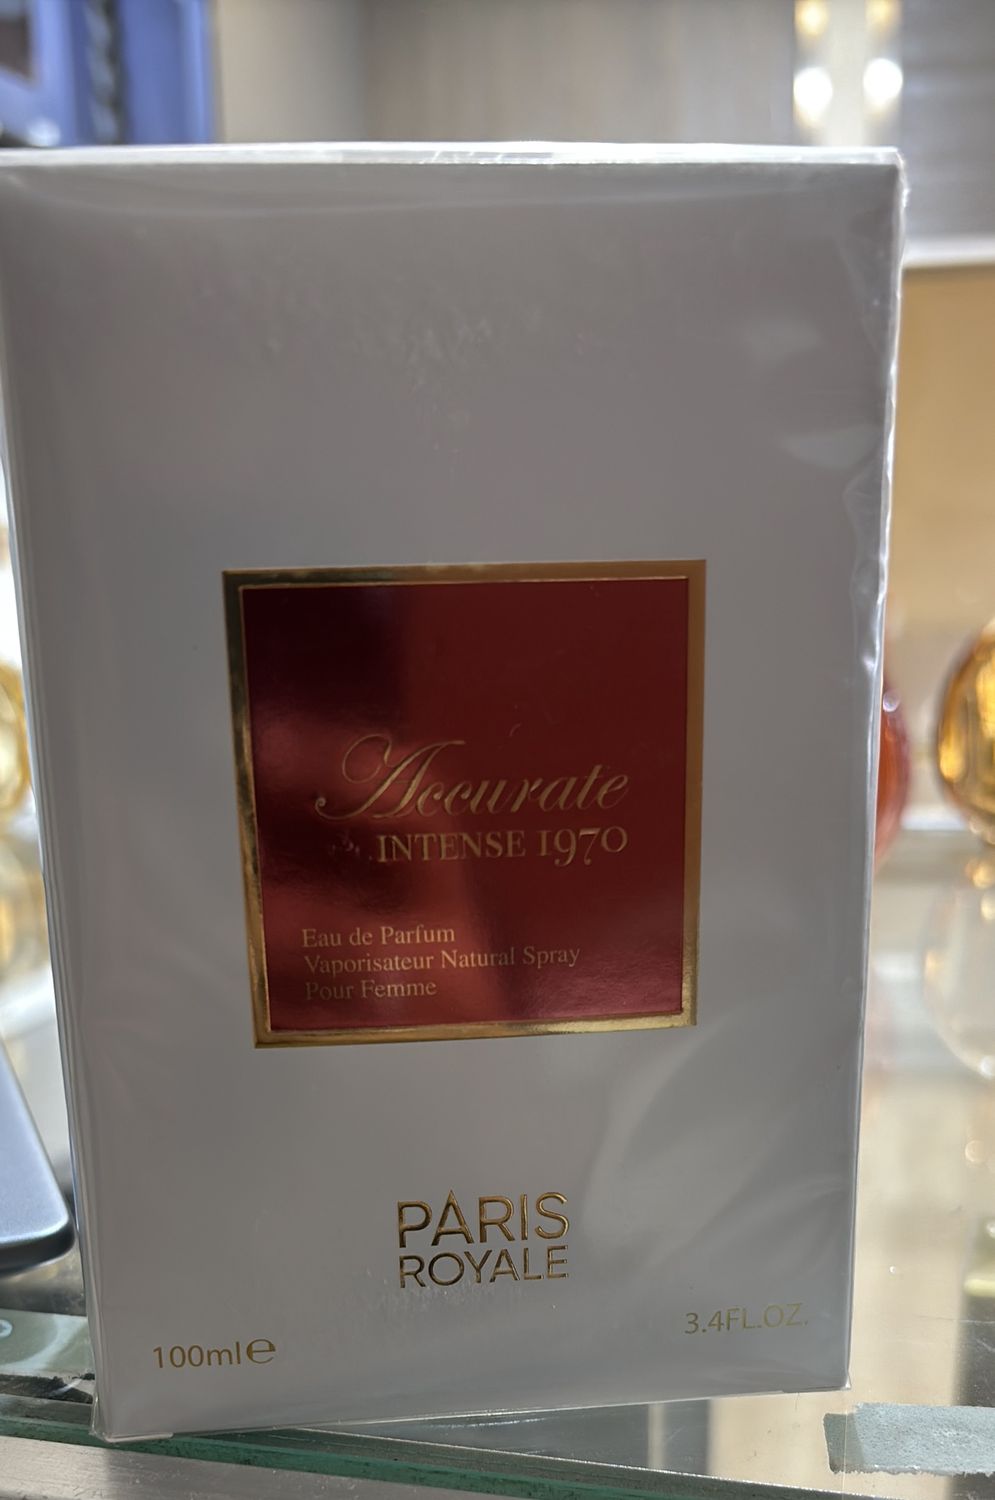 Accurate
INTENSE 1970
Eau de Parfum
Vaporisateur Natural Spray
Pour Femme
PARIS
ROYALE
100ml℮
3.4FL.OZ.